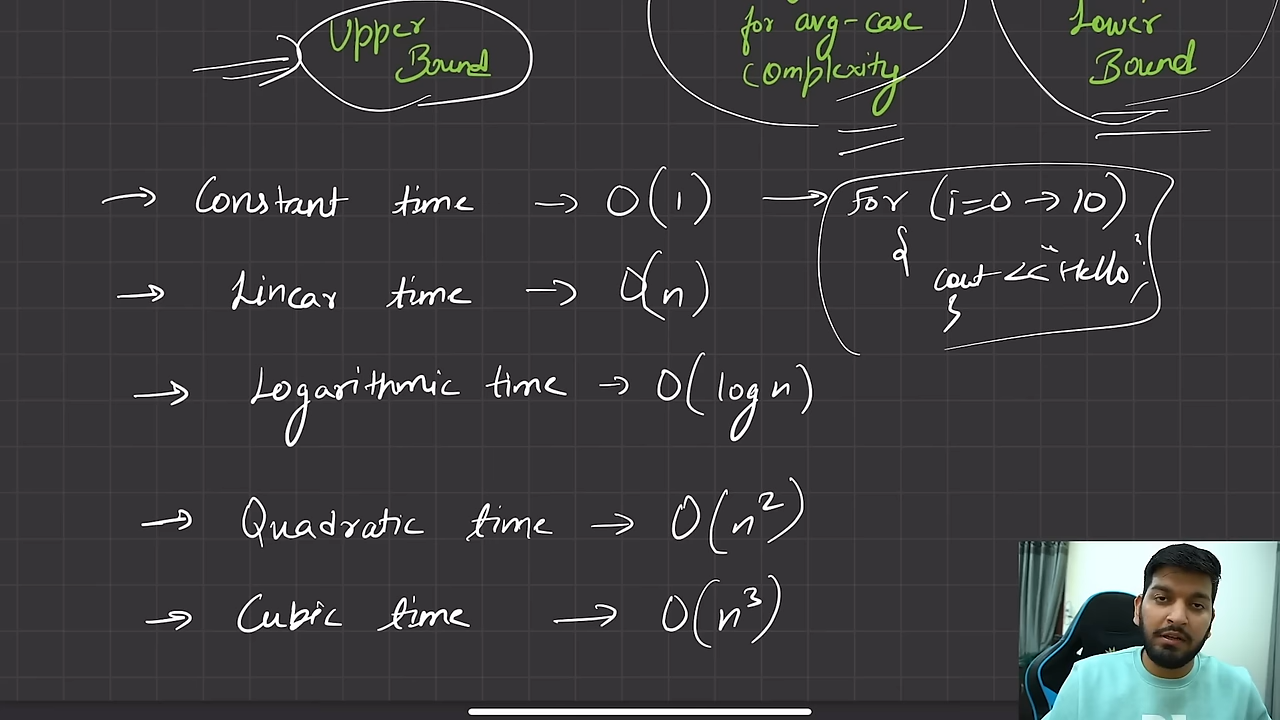 Upper
Bound
for avg-case
complexity
Lower
Bound
→ Constant time → O(1) → for (i=0 → 10)
{
cout << "Hello";
}
→ Linear time → O(n)
→ Logarithmic time → O(log n)
→ Quadratic time → O(n²)
→ Cubic time → O(n³)